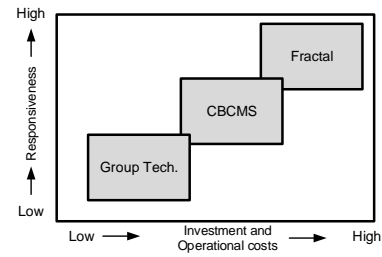 High
Fractal
CBCMS
Group Tech.
Responsiveness
Low
Low
Investment and
Operational costs
High